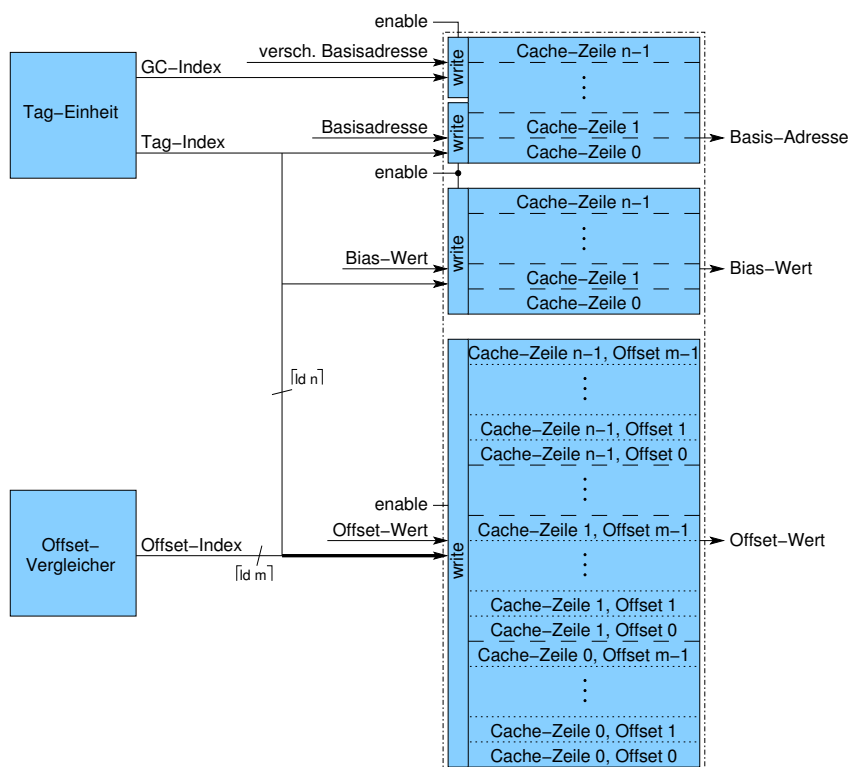 enable
versch. Basisadresse
GC−Index
Tag−Einheit
Basisadresse
Tag−Index
enable
write
write
Cache−Zeile n−1
Cache−Zeile 1
Cache−Zeile 0
Basis−Adresse
Bias−Wert
write
Cache−Zeile n−1
Cache−Zeile 1
Cache−Zeile 0
Bias−Wert
⌈ld n⌉
Offset−
Vergleicher
Offset−Index
⌈ld m⌉
enable
Offset−Wert
write
Cache−Zeile n−1, Offset m−1
Cache−Zeile n−1, Offset 1
Cache−Zeile n−1, Offset 0
Cache−Zeile 1, Offset m−1
Cache−Zeile 1, Offset 1
Cache−Zeile 1, Offset 0
Cache−Zeile 0, Offset m−1
Cache−Zeile 0, Offset 1
Cache−Zeile 0, Offset 0
Offset−Wert